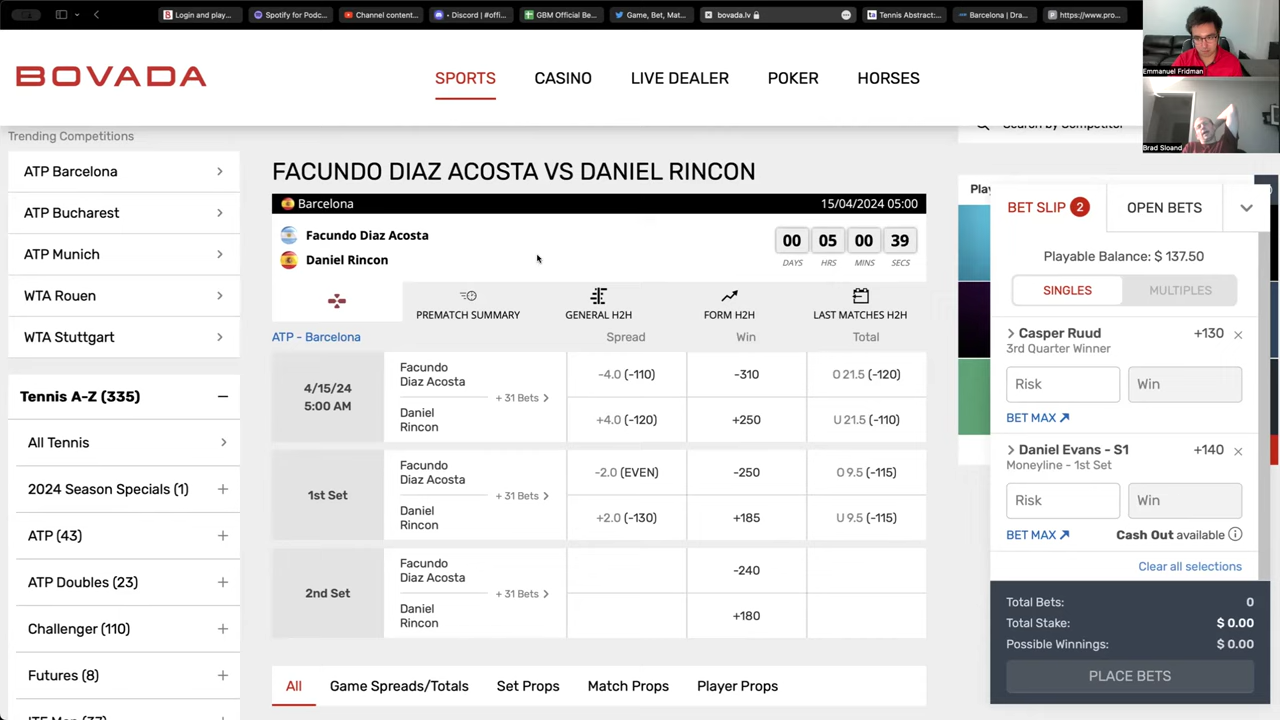 Login and play...
Spotify for Podc...
Channel content...
• Discord | #offi...
GBM Official Be...
Game, Bet, Mat...
bovada.lv
Tennis Abstract:...
Barcelona | Dra...
https://www.pro...
Emmanuel Fridman
Brad Sloand
BOVADA
SPORTS
CASINO
LIVE DEALER
POKER
HORSES
Search by Competitor
Trending Competitions
ATP Barcelona
ATP Bucharest
ATP Munich
WTA Rouen
WTA Stuttgart
Tennis A-Z (335)
All Tennis
2024 Season Specials (1)
ATP (43)
ATP Doubles (23)
Challenger (110)
Futures (8)
FACUNDO DIAZ ACOSTA VS DANIEL RINCON
Barcelona
15/04/2024 05:00
Facundo Diaz Acosta
Daniel Rincon
00 05 00 39
DAYS HRS MINS SECS
PREMATCH SUMMARY
GENERAL H2H
FORM H2H
LAST MATCHES H2H
ATP - Barcelona
Spread
Win
Total
4/15/24
5:00 AM
Facundo
Diaz Acosta
+ 31 Bets
Daniel
Rincon
-4.0 (-110)
-310
O 21.5 (-120)
+4.0 (-120)
+250
U 21.5 (-110)
1st Set
Facundo
Diaz Acosta
+ 31 Bets
Daniel
Rincon
-2.0 (EVEN)
-250
O 9.5 (-115)
+2.0 (-130)
+185
U 9.5 (-115)
2nd Set
Facundo
Diaz Acosta
+ 31 Bets
Daniel
Rincon
-240
+180
All
Game Spreads/Totals
Set Props
Match Props
Player Props
Play
BET SLIP 2
OPEN BETS
Playable Balance: $ 137.50
SINGLES
MULTIPLES
Casper Ruud
+130
3rd Quarter Winner
Risk
Win
BET MAX
Daniel Evans - S1
+140
Moneyline - 1st Set
Risk
Win
BET MAX
Cash Out available
Clear all selections
Total Bets: 0
Total Stake: $ 0.00
Possible Winnings: $ 0.00
PLACE BETS